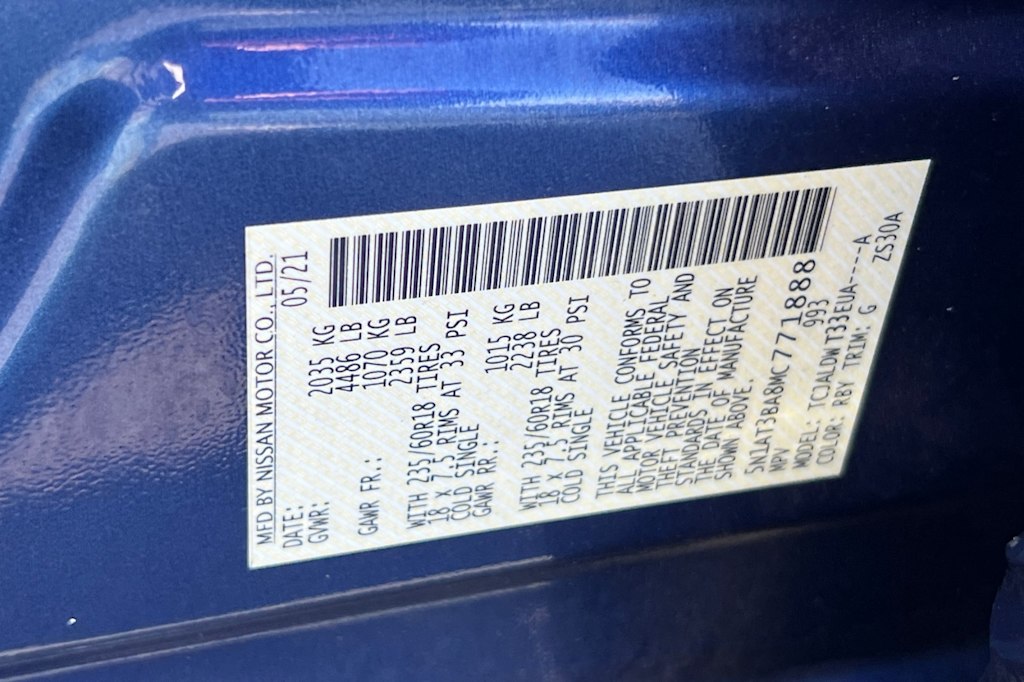 MFD BY NISSAN MOTOR CO., LTD.
DATE: 05/21
GVWR: 2035 KG
4486 LB
GAWR FR.: 1070 KG
2359 LB
WITH 235/60R18 TIRES
18 X 7.5 RIMS AT 33 PSI
COLD SINGLE
GAWR RR.: 1015 KG
2238 LB
WITH 235/60R18 TIRES
18 X 7.5 RIMS AT 30 PSI
COLD SINGLE
THIS VEHICLE CONFORMS TO
ALL APPLICABLE FEDERAL
MOTOR VEHICLE SAFETY AND
THEFT PREVENTION
STANDARDS IN EFFECT ON
THE DATE OF MANUFACTURE
SHOWN ABOVE.
5N1AT3BA8MC771888
MPV 993
MODEL: TCJALDW T33EUA----A
COLOR: RBY TRIM: G ZS30A